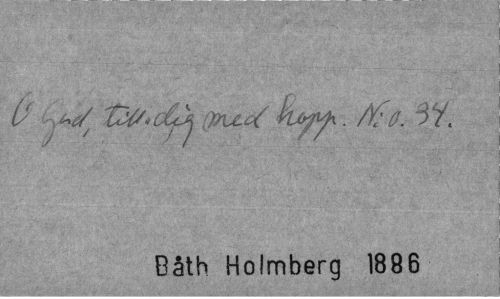 O Gud, till dig med hopp. N:o. 34.
Båth Holmberg 1886